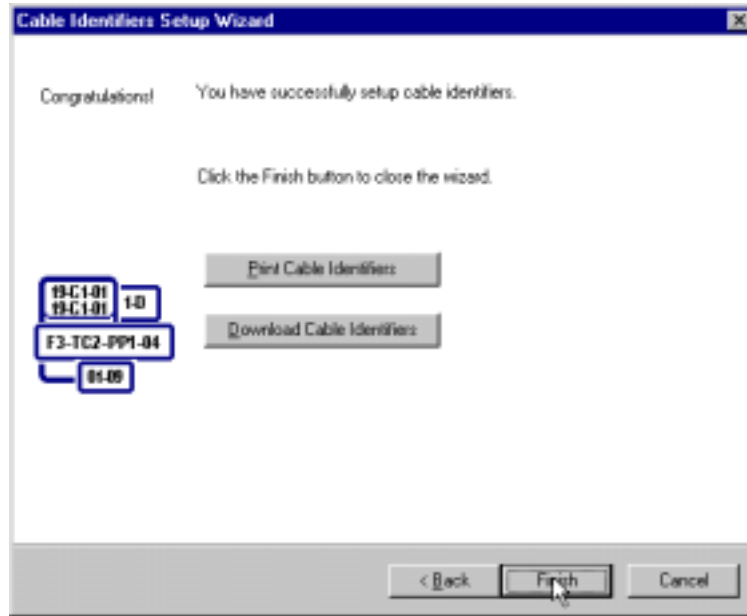 Cable Identifiers Setup Wizard
Congratulations!
You have successfully setup cable identifiers.
Click the Finish button to close the wizard.
Print Cable Identifiers
Download Cable Identifiers
19-C1-01
19-C1-01
1-D
F3-TC2-PP1-04
01-09
< Back
Finish
Cancel